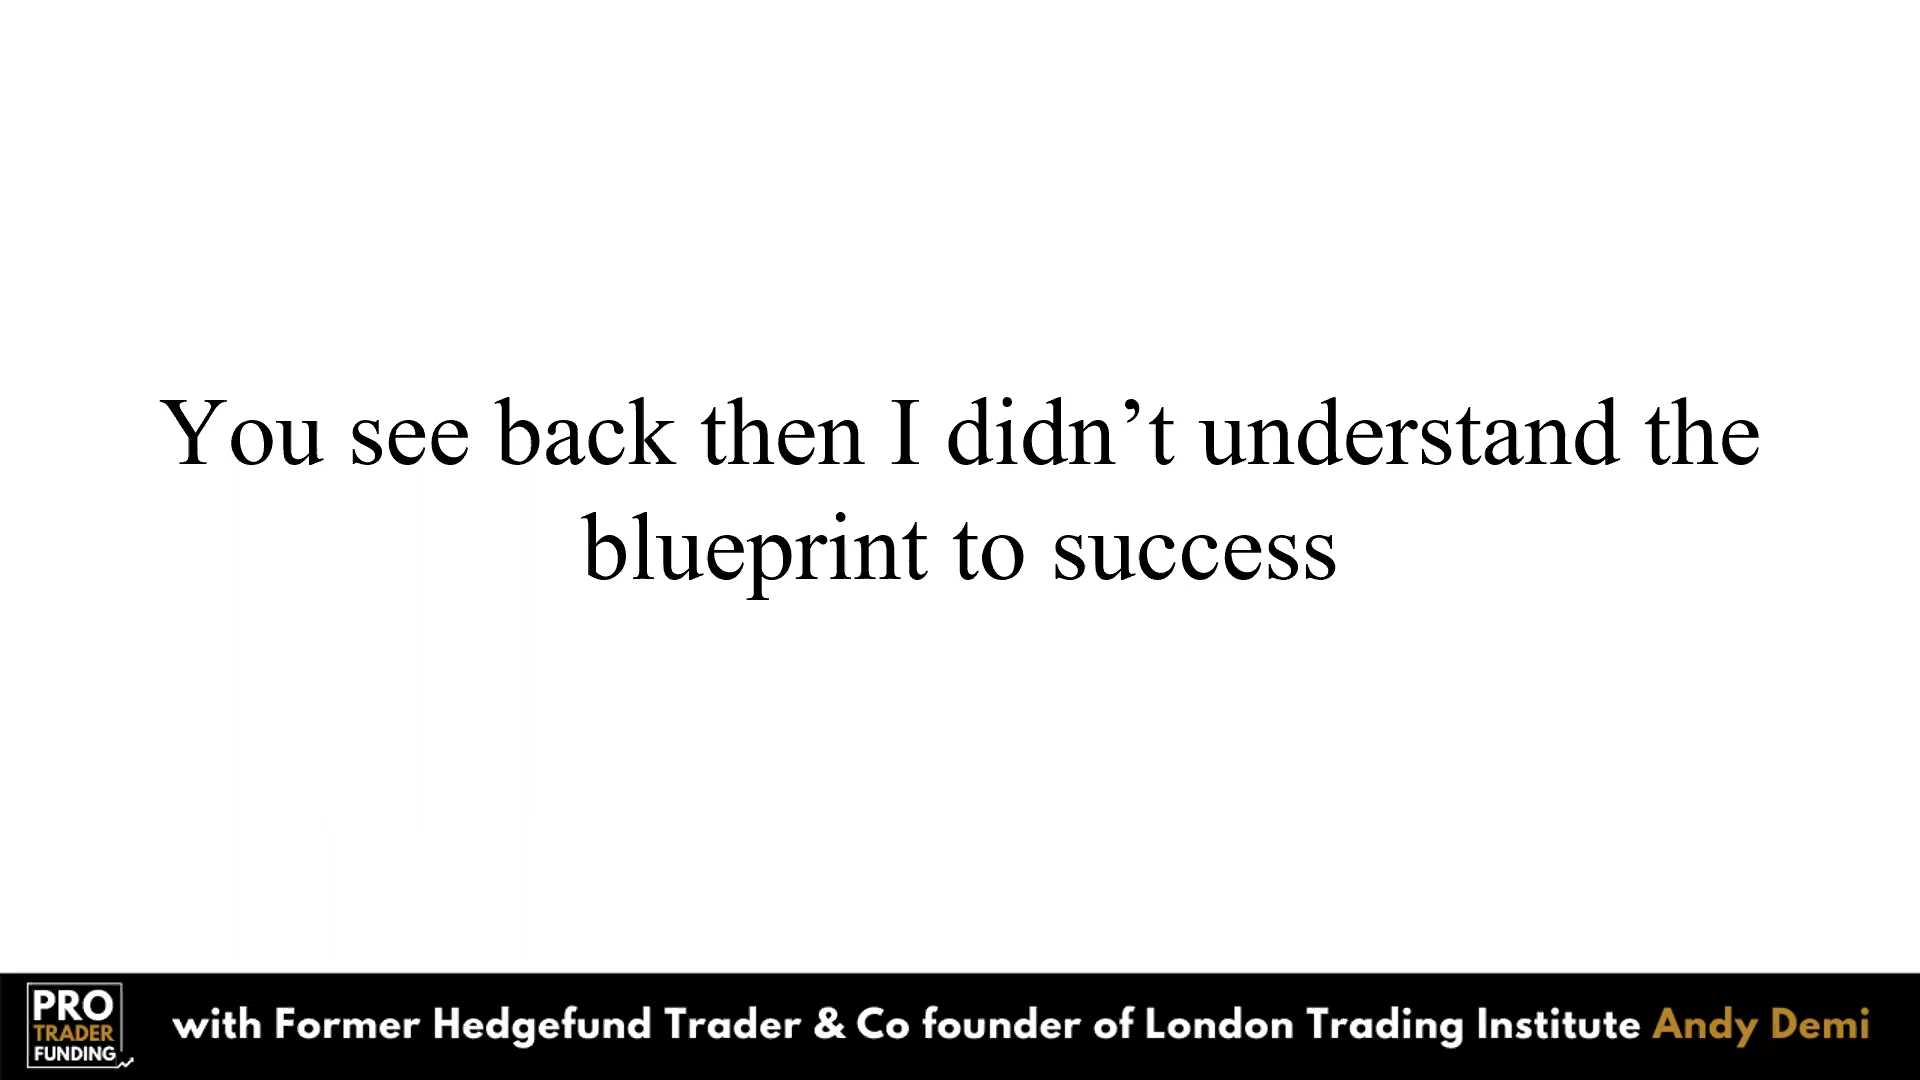 You see back then I didn’t understand the
blueprint to success
PRO
TRADER
FUNDING
with Former Hedgefund Trader & Co founder of London Trading Institute Andy Demi